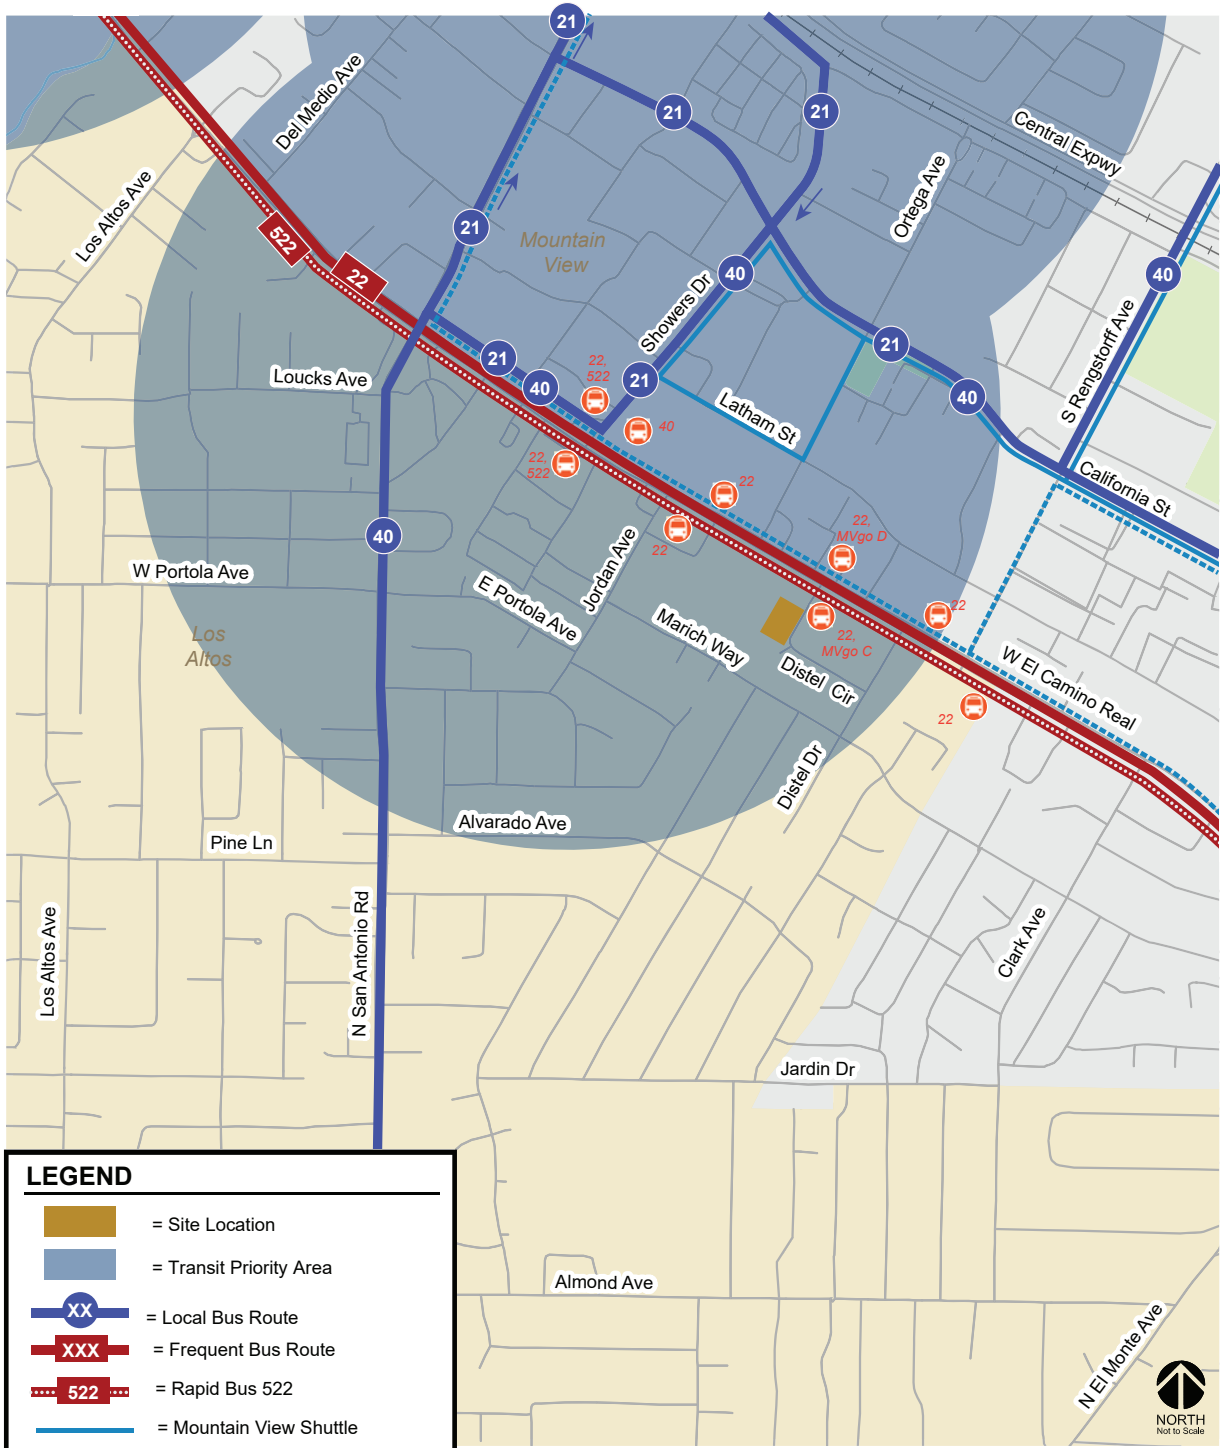 21
Del Medio Ave
21
21
Central Expwy
Los Altos Ave
Ortega Ave
522
22
21
Mountain
View
40
40
Showers Dr
S Rengstorff Ave
21
21
22,
522
21
40
40
Loucks Ave
40
Latham St
22,
522
22
California St
40
22
22,
MVgo D
W Portola Ave
Jordan Ave
E Portola Ave
Marich Way
22
22,
MVgo C
Los
Altos
Distel Cir
W El Camino Real
22
Distel Dr
Alvarado Ave
Pine Ln
Los Altos Ave
N San Antonio Rd
Clark Ave
Jardin Dr
Almond Ave
N El Monte Ave
LEGEND
= Site Location
= Transit Priority Area
XX = Local Bus Route
XXX = Frequent Bus Route
522 = Rapid Bus 522
= Mountain View Shuttle
NORTH
Not to Scale